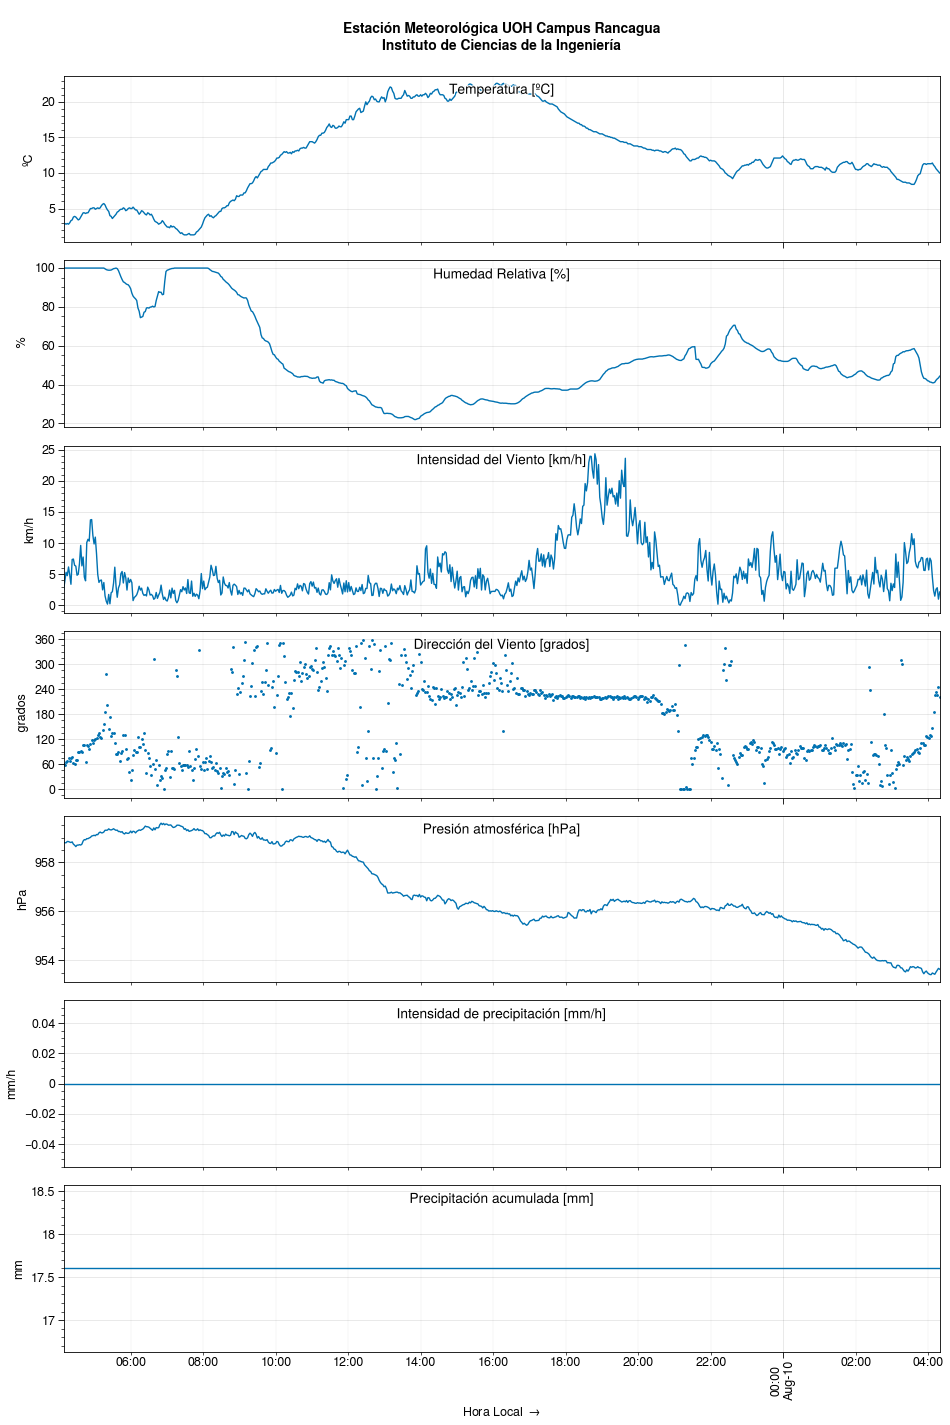 Estación Meteorológica UOH Campus Rancagua
Instituto de Ciencias de la Ingeniería
Temperatura [ºC]
ºC
20
15
10
5
Humedad Relativa [%]
%
100
80
60
40
20
Intensidad del Viento [km/h]
km/h
25
20
15
10
5
0
Dirección del Viento [grados]
grados
360
300
240
180
120
60
0
Presión atmosférica [hPa]
hPa
958
956
954
Intensidad de precipitación [mm/h]
mm/h
0.04
0.02
0
−0.02
−0.04
Precipitación acumulada [mm]
mm
18.5
18
17.5
17
06:00 08:00 10:00 12:00 14:00 16:00 18:00 20:00 22:00 00:00 02:00 04:00
Aug-10
Hora Local →